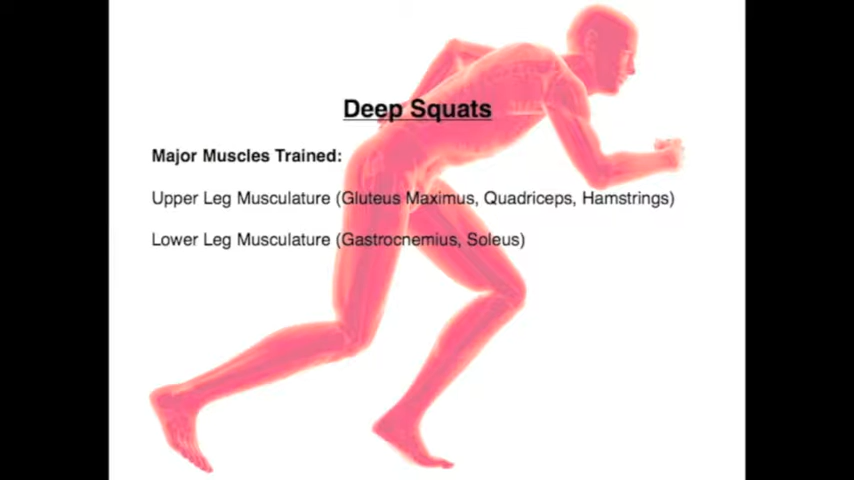 Deep Squats
Major Muscles Trained:
Upper Leg Musculature (Gluteus Maximus, Quadriceps, Hamstrings)
Lower Leg Musculature (Gastrocnemius, Soleus)